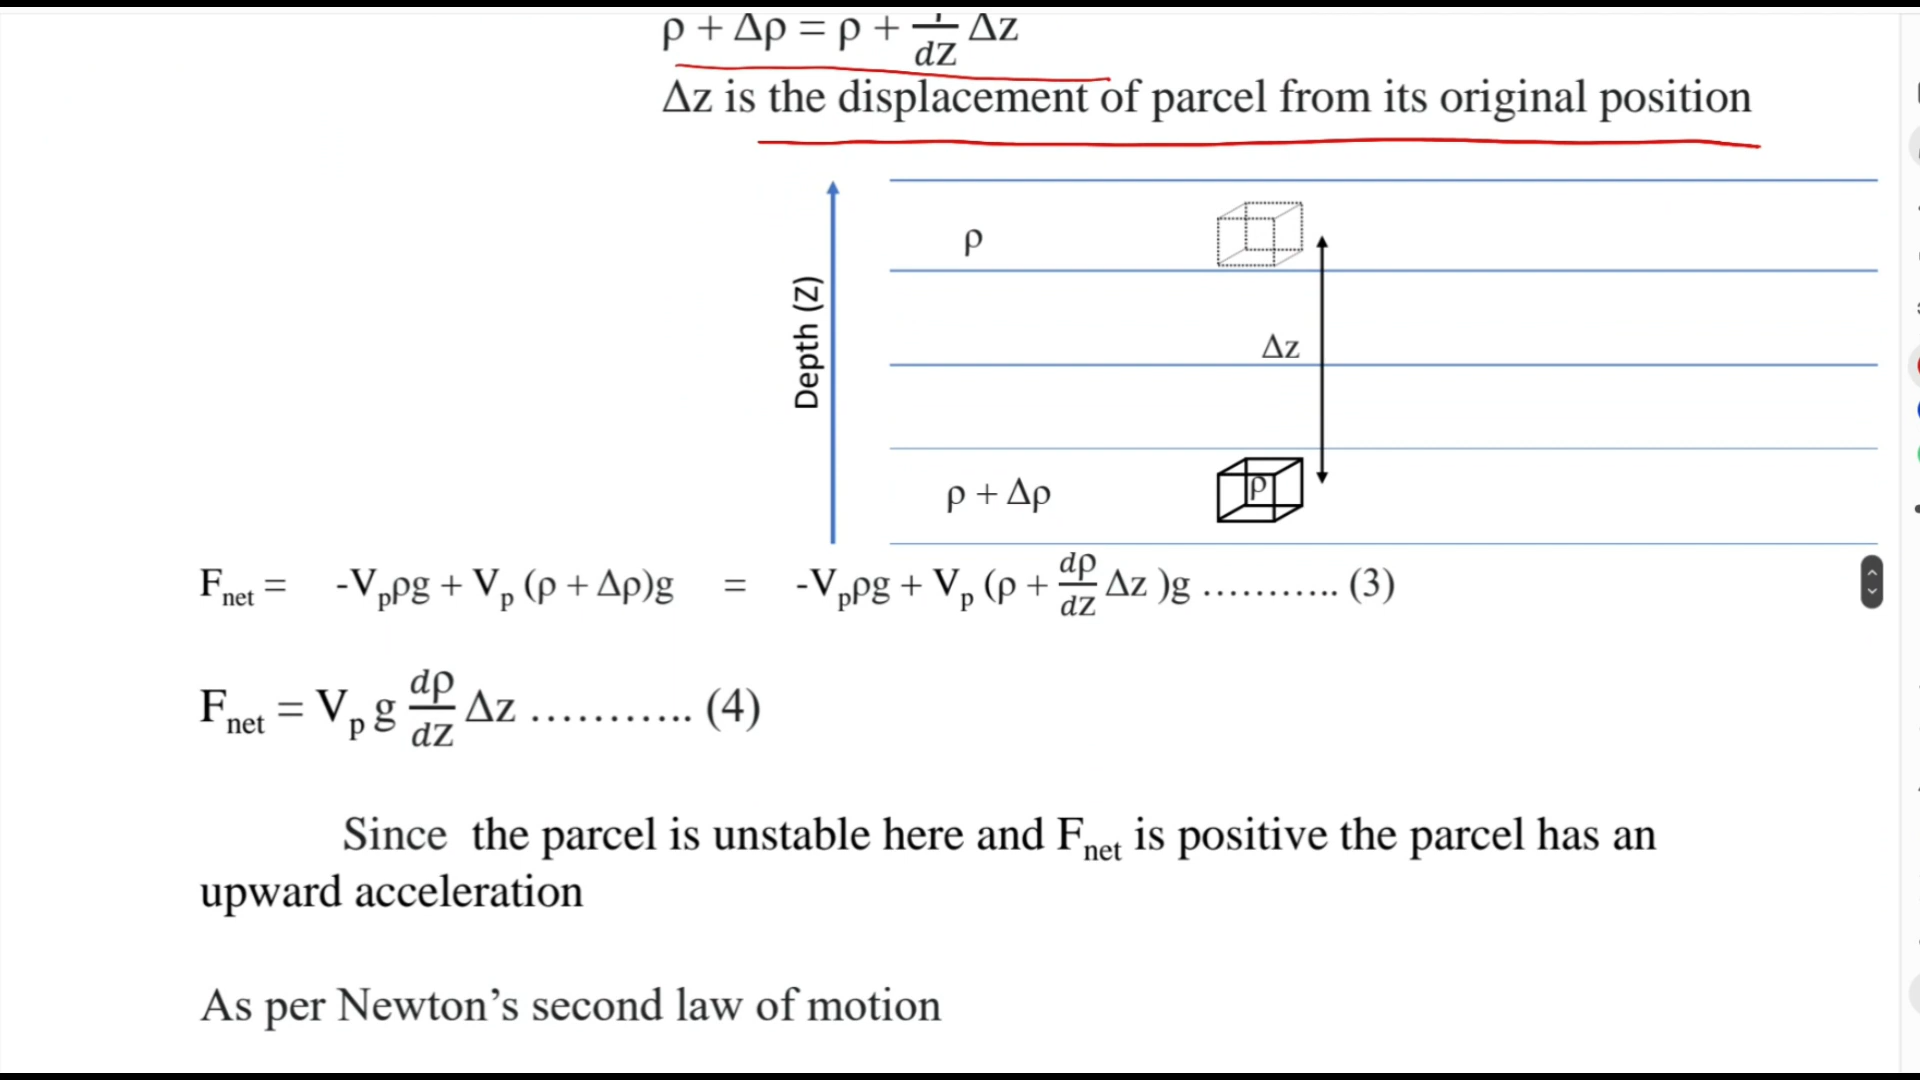 ρ + Δρ = ρ + dρ/dz Δz
Δz is the displacement of parcel from its original position
Depth (Z)
ρ
Δz
ρ + Δρ
ρ
F_net = -V_pρg + V_p (ρ + Δρ)g = -V_pρg + V_p (ρ + dρ/dz Δz )g ........... (3)
F_net = V_p g dρ/dz Δz ........... (4)
Since the parcel is unstable here and F_net is positive the parcel has an
upward acceleration
As per Newton’s second law of motion